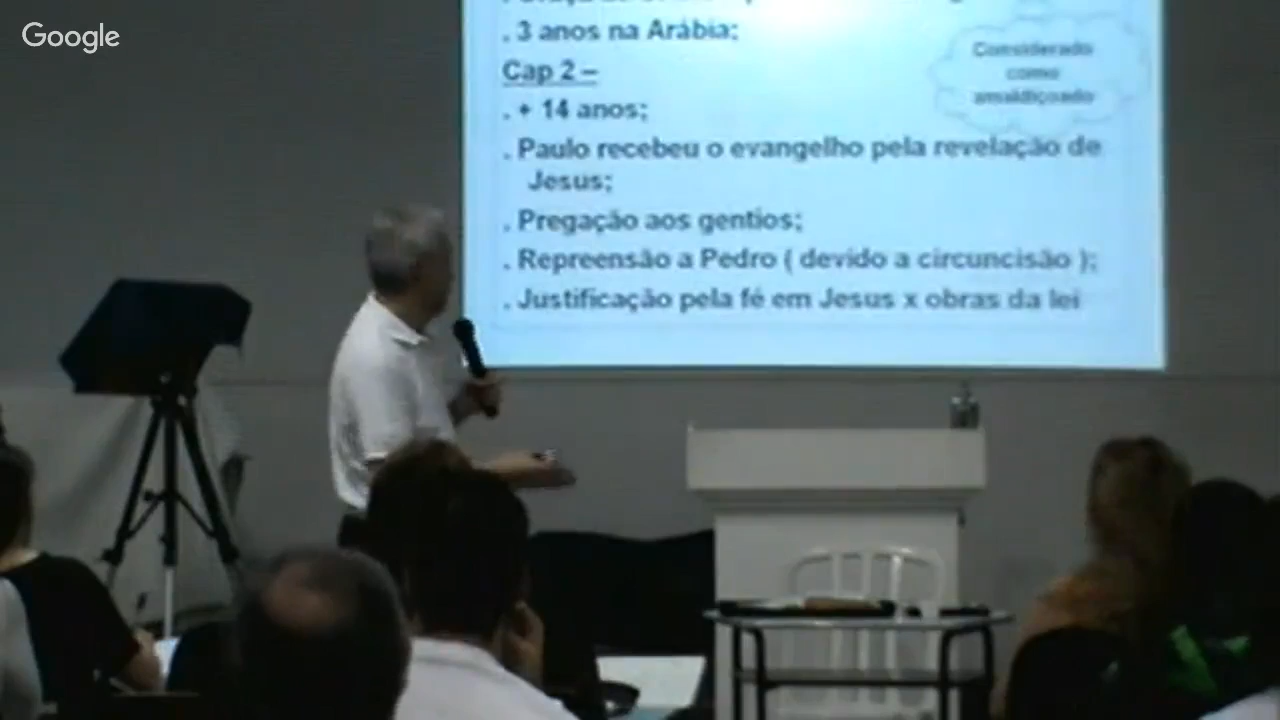 Google
. 3 anos na Arábia;
Considerado
como
amaldiçoado
Cap 2 –
. + 14 anos;
. Paulo recebeu o evangelho pela revelação de
Jesus;
. Pregação aos gentios;
. Repreensão a Pedro ( devido a circuncisão );
. Justificação pela fé em Jesus x obras da lei